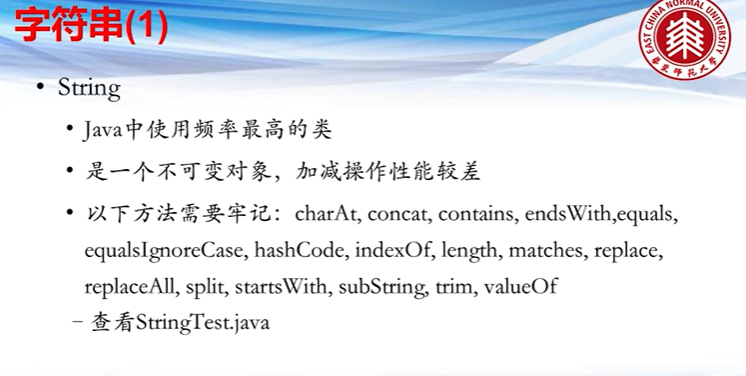 字符串(1)
EAST CHINA NORMAL UNIVERSITY
华东师范大学
• String
• Java中使用频率最高的类
• 是一个不可变对象，加减操作性能较差
• 以下方法需要牢记：charAt, concat, contains, endsWith,equals,
equalsIgnoreCase, hashCode, indexOf, length, matches, replace,
replaceAll, split, startsWith, subString, trim, valueOf
– 查看StringTest.java